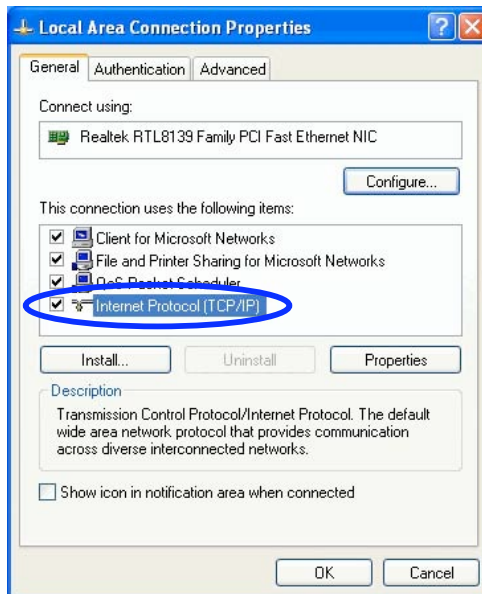 Local Area Connection Properties
General Authentication Advanced
Connect using:
Realtek RTL8139 Family PCI Fast Ethernet NIC
Configure...
This connection uses the following items:
Client for Microsoft Networks
File and Printer Sharing for Microsoft Networks
QoS Packet Scheduler
Internet Protocol (TCP/IP)
Install... Uninstall Properties
Description
Transmission Control Protocol/Internet Protocol. The default
wide area network protocol that provides communication
across diverse interconnected networks.
Show icon in notification area when connected
OK Cancel